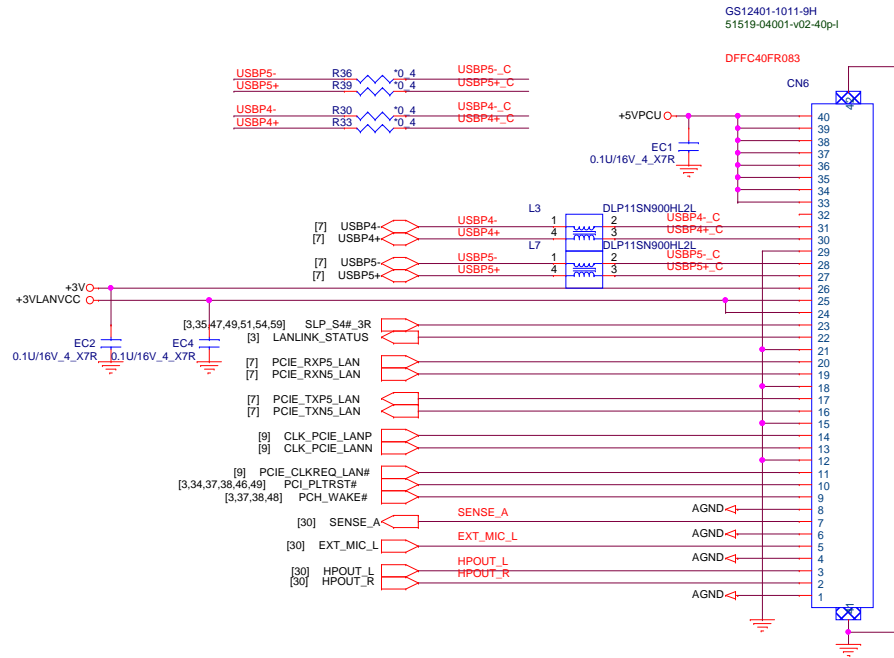 GS12401-1011-9H
51519-04001-v02-40p-l
DFFC40FR083
CN6
USBP5- R36 *0_4 USBP5-_C
USBP5+ R39 *0_4 USBP5+_C
USBP4- R30 *0_4 USBP4-_C
USBP4+ R33 *0_4 USBP4+_C
+5VPCU
EC1
0.1U/16V_4_X7R
42
40
39
38
37
36
35
34
33
32
L3 DLP11SN900HL2L
[7] USBP4- USBP4- 1 2 USBP4-_C 31
[7] USBP4+ USBP4+ 4 3 USBP4+_C 30
L7 DLP11SN900HL2L
29
[7] USBP5- USBP5- 1 2 USBP5-_C 28
[7] USBP5+ USBP5+ 4 3 USBP5+_C 27
+3V 26
+3VLANVCC 25
24
EC2
0.1U/16V_4_X7R
EC4
0.1U/16V_4_X7R
[3,35,47,49,51,54,59] SLP_S4#_3R 23
[3] LANLINK_STATUS 22
21
[7] PCIE_RXP5_LAN 20
[7] PCIE_RXN5_LAN 19
18
[7] PCIE_TXP5_LAN 17
[7] PCIE_TXN5_LAN 16
15
[9] CLK_PCIE_LANP 14
[9] CLK_PCIE_LANN 13
12
[9] PCIE_CLKREQ_LAN# 11
[3,34,37,38,46,49] PCI_PLTRST# 10
[3,37,38,48] PCH_WAKE# 9
AGND 8
[30] SENSE_A SENSE_A 7
AGND 6
[30] EXT_MIC_L EXT_MIC_L 5
AGND 4
[30] HPOUT_L HPOUT_L 3
[30] HPOUT_R HPOUT_R 2
AGND 1
41